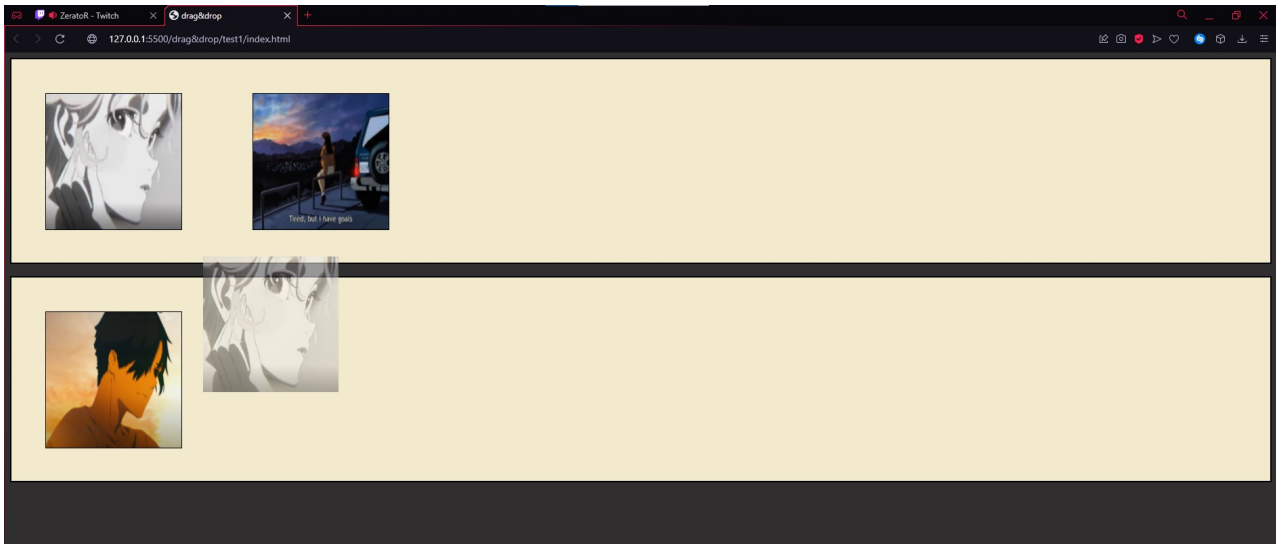 ZeratoR - Twitch
drag&drop
127.0.0.1:5500/drag&drop/test1/index.html
Tired, but I have goals